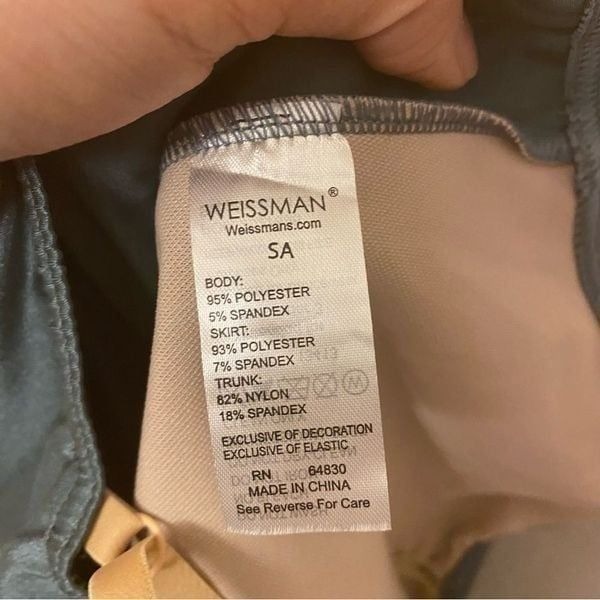 WEISSMAN®
Weissmans.com
SA
BODY:
95% POLYESTER
5% SPANDEX
SKIRT:
93% POLYESTER
7% SPANDEX
TRUNK:
82% NYLON
18% SPANDEX
EXCLUSIVE OF DECORATION
EXCLUSIVE OF ELASTIC
RN 64830
MADE IN CHINA
See Reverse For Care